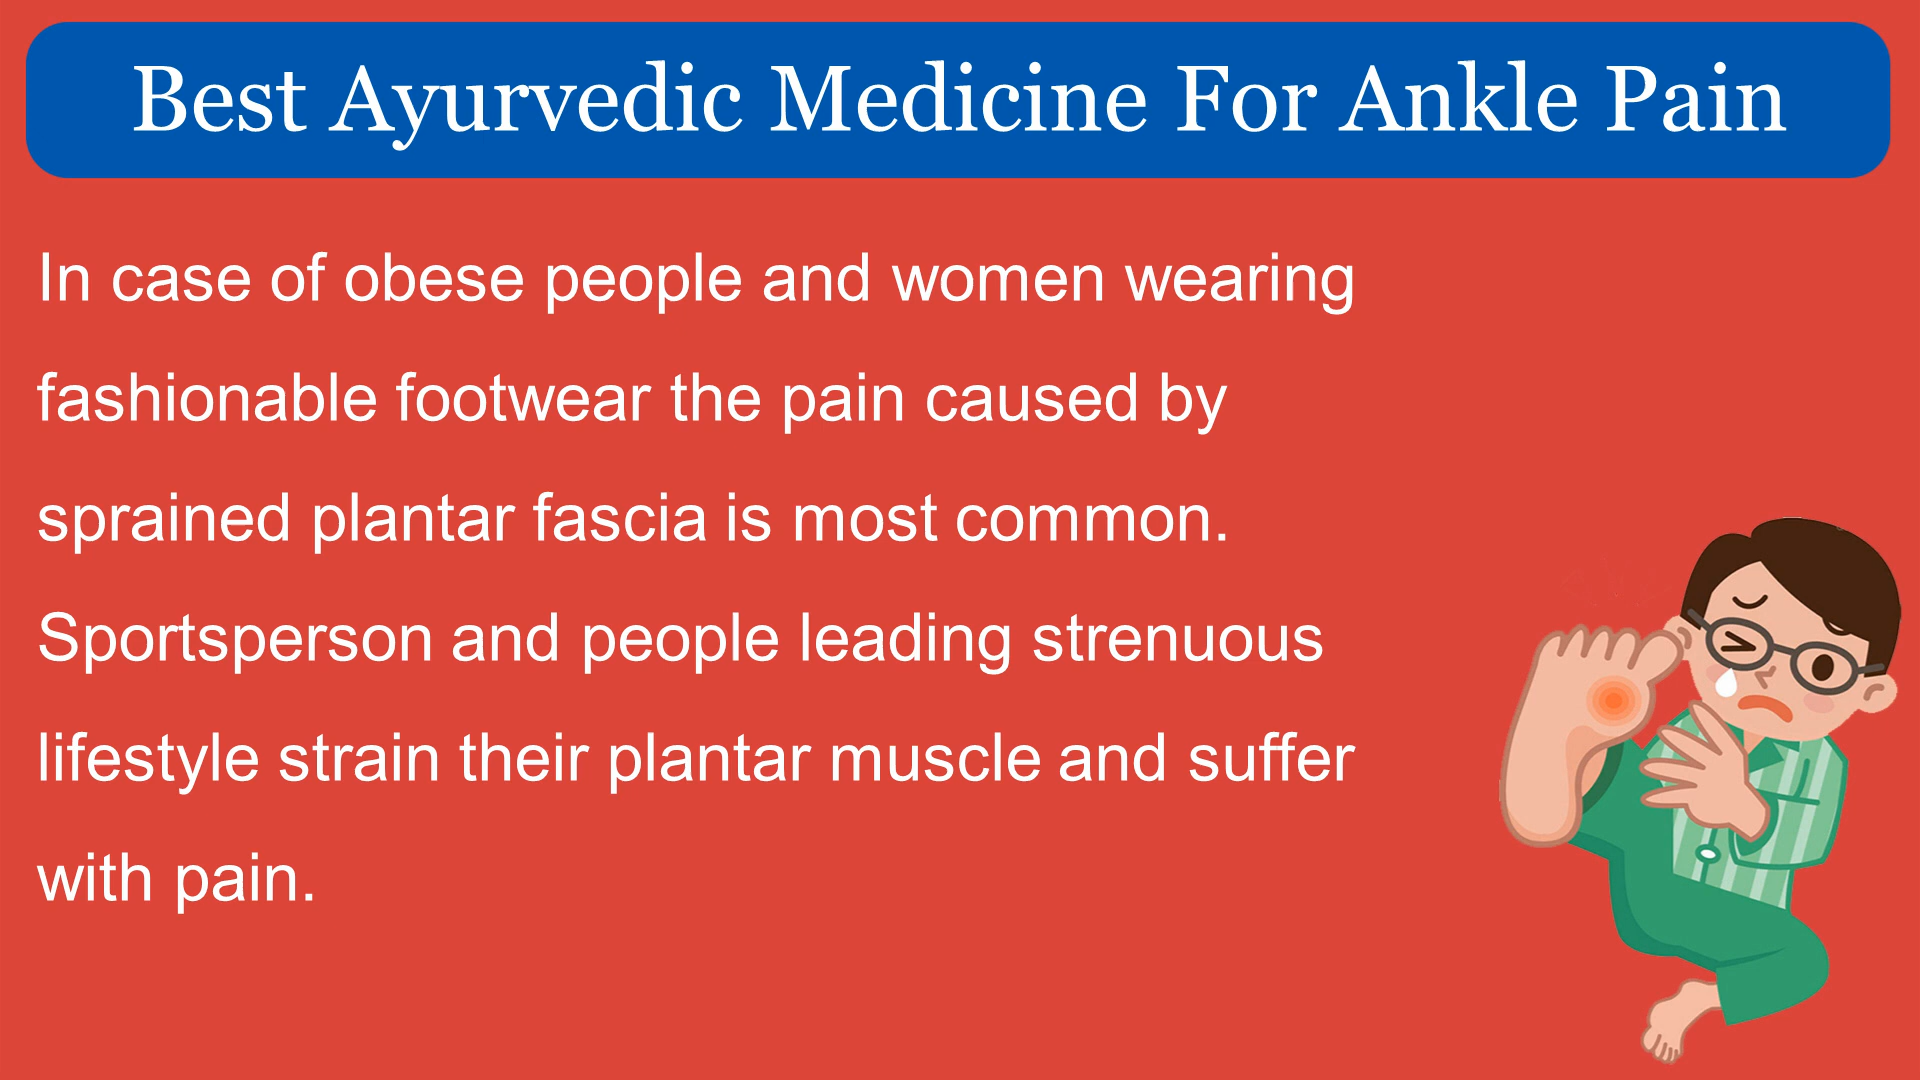 Best Ayurvedic Medicine For Ankle Pain
In case of obese people and women wearing
fashionable footwear the pain caused by
sprained plantar fascia is most common.
Sportsperson and people leading strenuous
lifestyle strain their plantar muscle and suffer
with pain.